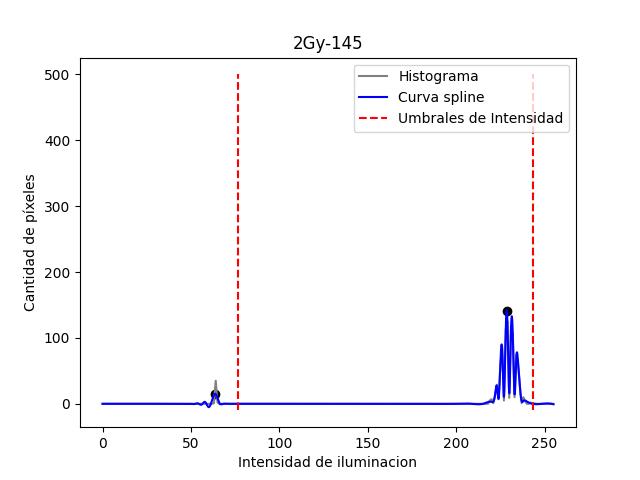 2Gy-145
Histograma
Curva spline
Umbrales de Intensidad
Cantidad de píxeles
500
400
300
200
100
0
0 50 100 150 200 250
Intensidad de iluminacion